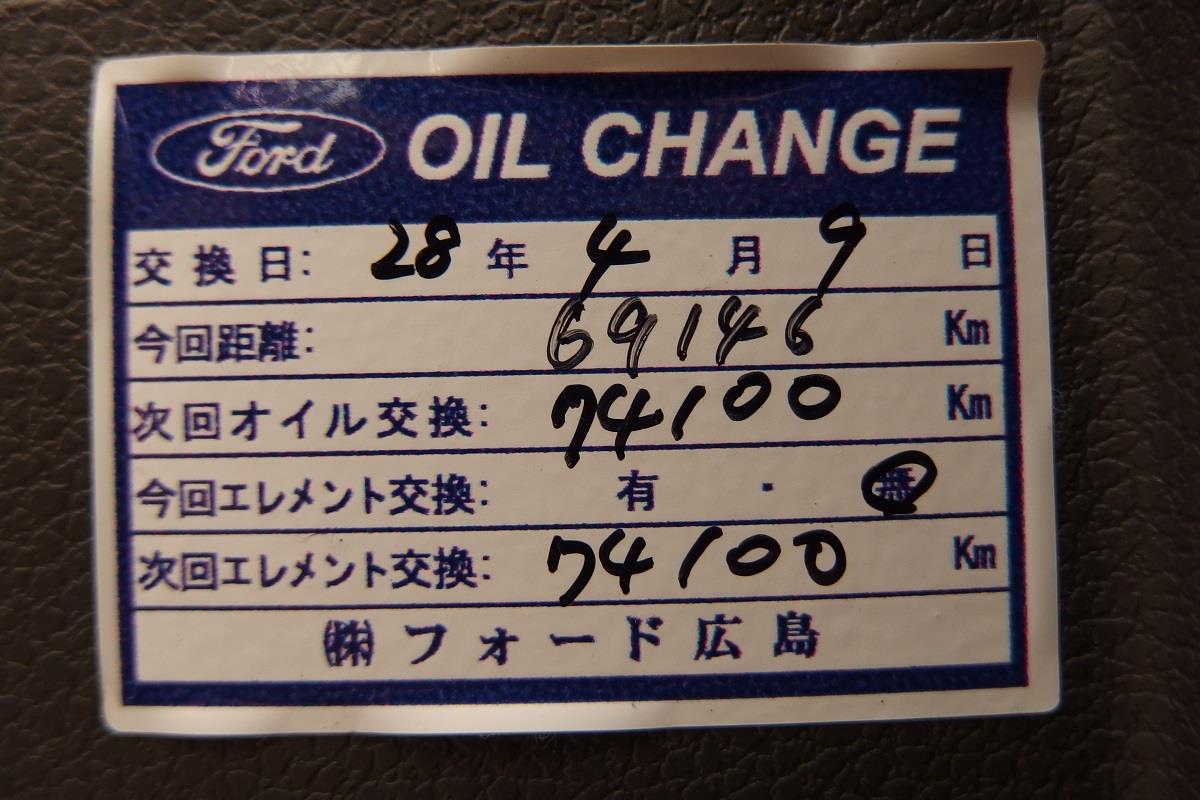 Ford OIL CHANGE
交換日: 28年4月9日
今回距離: 69146 Km
次回オイル交換: 74100 Km
今回エレメント交換: 有・無
次回エレメント交換: 74100 Km
㈱フォード広島